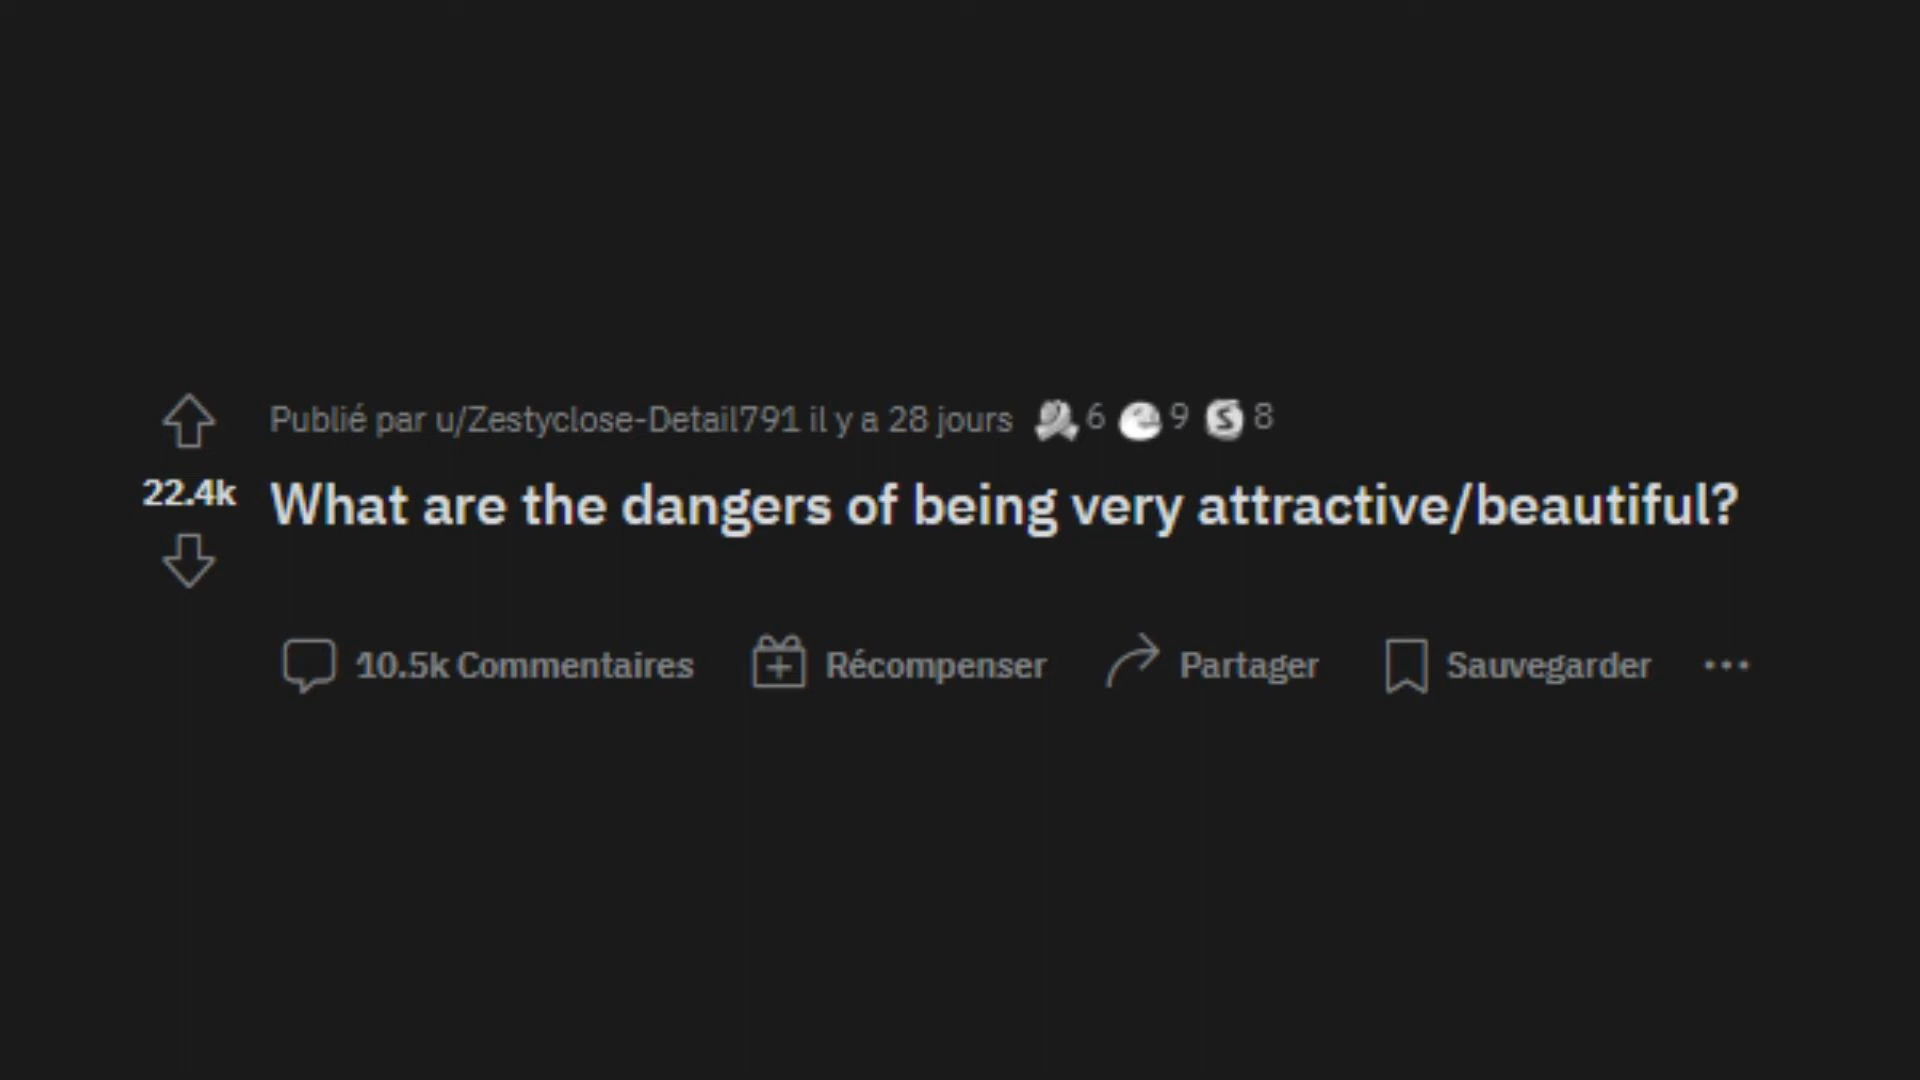 Publié par u/Zestyclose-Detail791 il y a 28 jours 6 9 S 8
22.4k What are the dangers of being very attractive/beautiful?
10.5k Commentaires Récompenser Partager Sauvegarder